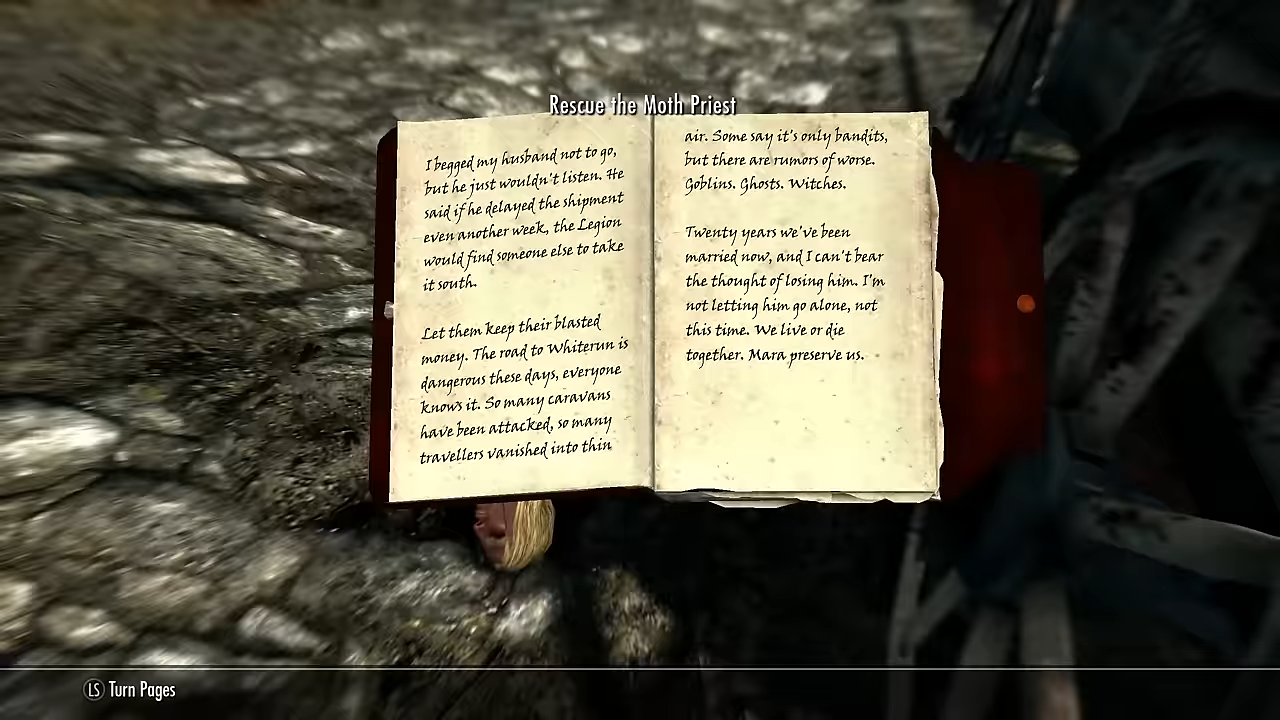 Rescue the Moth Priest
I begged my husband not to go,
but he just wouldn't listen. He
said if he delayed the shipment
even another week, the Legion
would find someone else to take
it south.
Let them keep their blasted
money. The road to Whiterun is
dangerous these days, everyone
knows it. So many caravans
have been attacked, so many
travellers vanished into thin
air. Some say it's only bandits,
but there are rumors of worse.
Goblins. Ghosts. Witches.
Twenty years we've been
married now, and I can't bear
the thought of losing him. I'm
not letting him go alone, not
this time. We live or die
together. Mara preserve us.
LS Turn Pages